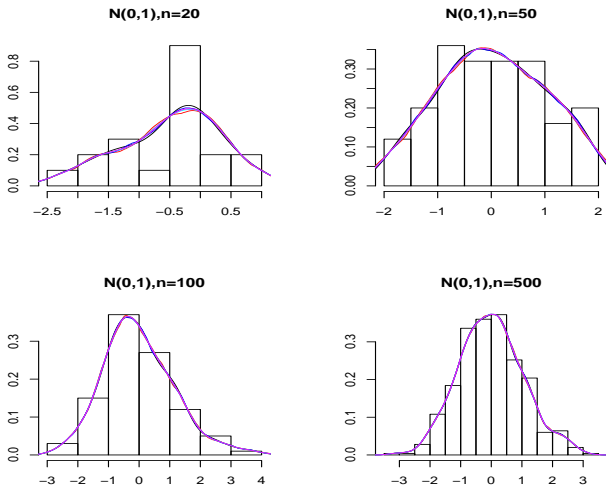 N(0,1),n=20
0.0 0.2 0.4 0.6 0.8
−2.5 −1.5 −0.5 0.5
N(0,1),n=50
0.00 0.10 0.20 0.30
−2 −1 0 1 2
N(0,1),n=100
0.0 0.1 0.2 0.3
−3 −2 −1 0 1 2 3 4
N(0,1),n=500
0.0 0.1 0.2 0.3
−3 −2 −1 0 1 2 3